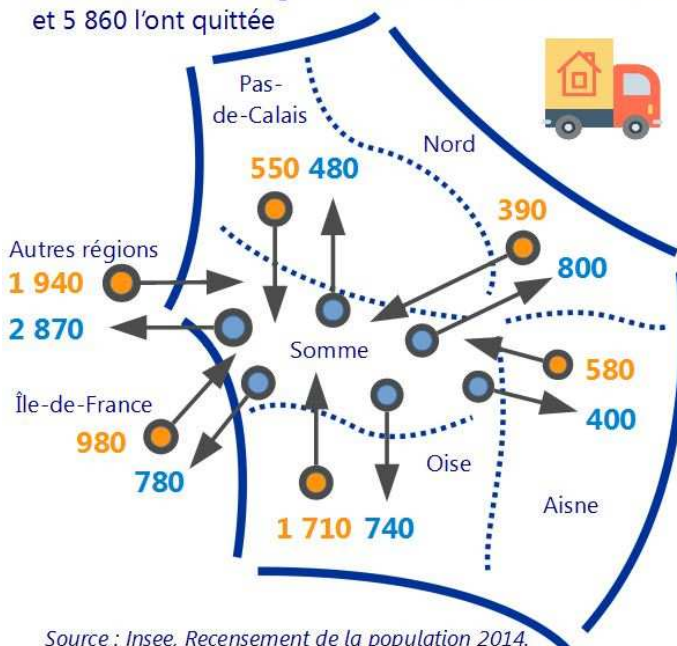 et 5 860 l'ont quittée
Pas-
de-Calais
Nord
550 480
390
Autres régions
1 940
800
2 870
Somme
580
Île-de-France
400
980
780
Oise
Aisne
1 710 740
Source : Insee, Recensement de la population 2014.